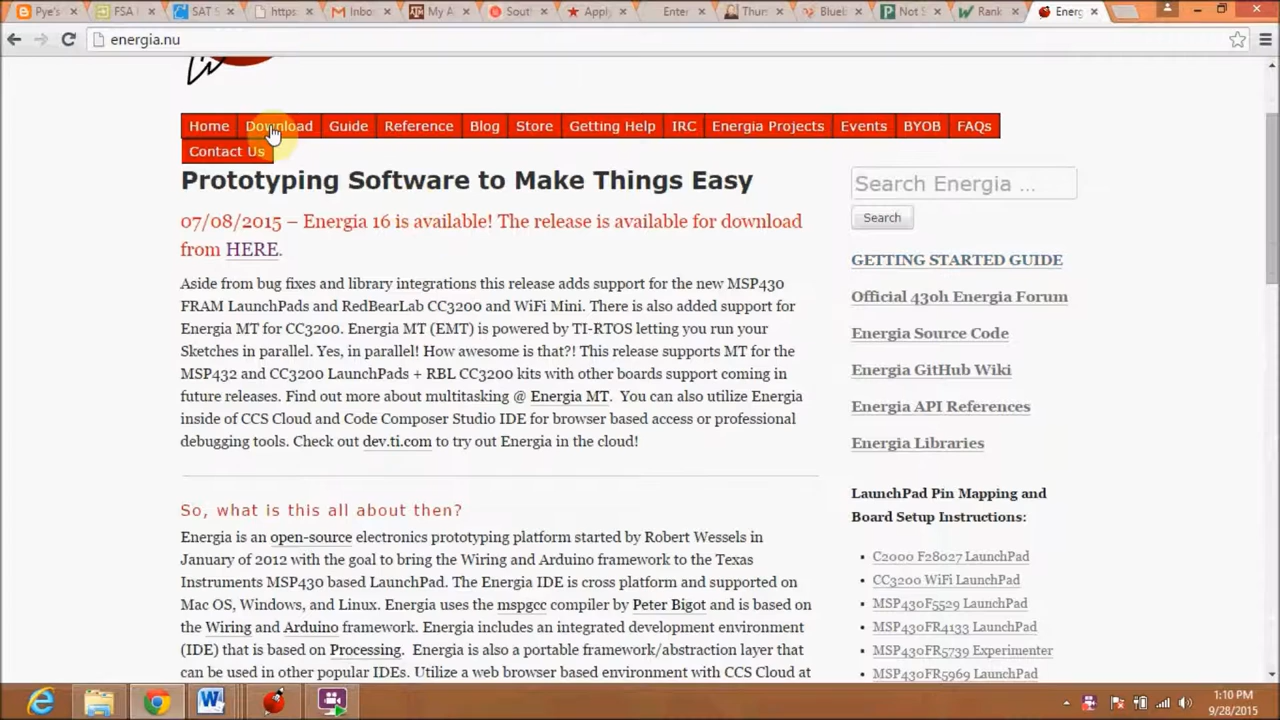 Pye's
FSA I
SAT S
https
Inbo
My A
Sout
Apply
Enter
Thur
Blueb
Not S
Rank
Energ
energia.nu
Home Download Guide Reference Blog Store Getting Help IRC Energia Projects Events BYOB FAQs
Contact Us
Prototyping Software to Make Things Easy
07/08/2015 – Energia 16 is available! The release is available for download
from HERE.
Aside from bug fixes and library integrations this release adds support for the new MSP430
FRAM LaunchPads and RedBearLab CC3200 and WiFi Mini. There is also added support for
Energia MT for CC3200. Energia MT (EMT) is powered by TI-RTOS letting you run your
Sketches in parallel. Yes, in parallel! How awesome is that?! This release supports MT for the
MSP432 and CC3200 LaunchPads + RBL CC3200 kits with other boards support coming in
future releases. Find out more about multitasking @ Energia MT. You can also utilize Energia
inside of CCS Cloud and Code Composer Studio IDE for browser based access or professional
debugging tools. Check out dev.ti.com to try out Energia in the cloud!
So, what is this all about then?
Energia is an open-source electronics prototyping platform started by Robert Wessels in
January of 2012 with the goal to bring the Wiring and Arduino framework to the Texas
Instruments MSP430 based LaunchPad. The Energia IDE is cross platform and supported on
Mac OS, Windows, and Linux. Energia uses the mspgcc compiler by Peter Bigot and is based on
the Wiring and Arduino framework. Energia includes an integrated development environment
(IDE) that is based on Processing. Energia is also a portable framework/abstraction layer that
can be used in other popular IDEs. Utilize a web browser based environment with CCS Cloud at
Search Energia ...
Search
GETTING STARTED GUIDE
Official 43oh Energia Forum
Energia Source Code
Energia GitHub Wiki
Energia API References
Energia Libraries
LaunchPad Pin Mapping and
Board Setup Instructions:
C2000 F28027 LaunchPad
CC3200 WiFi LaunchPad
MSP430F5529 LaunchPad
MSP430FR4133 LaunchPad
MSP430FR5739 Experimenter
MSP430FR5969 LaunchPad
1:10 PM
9/28/2015